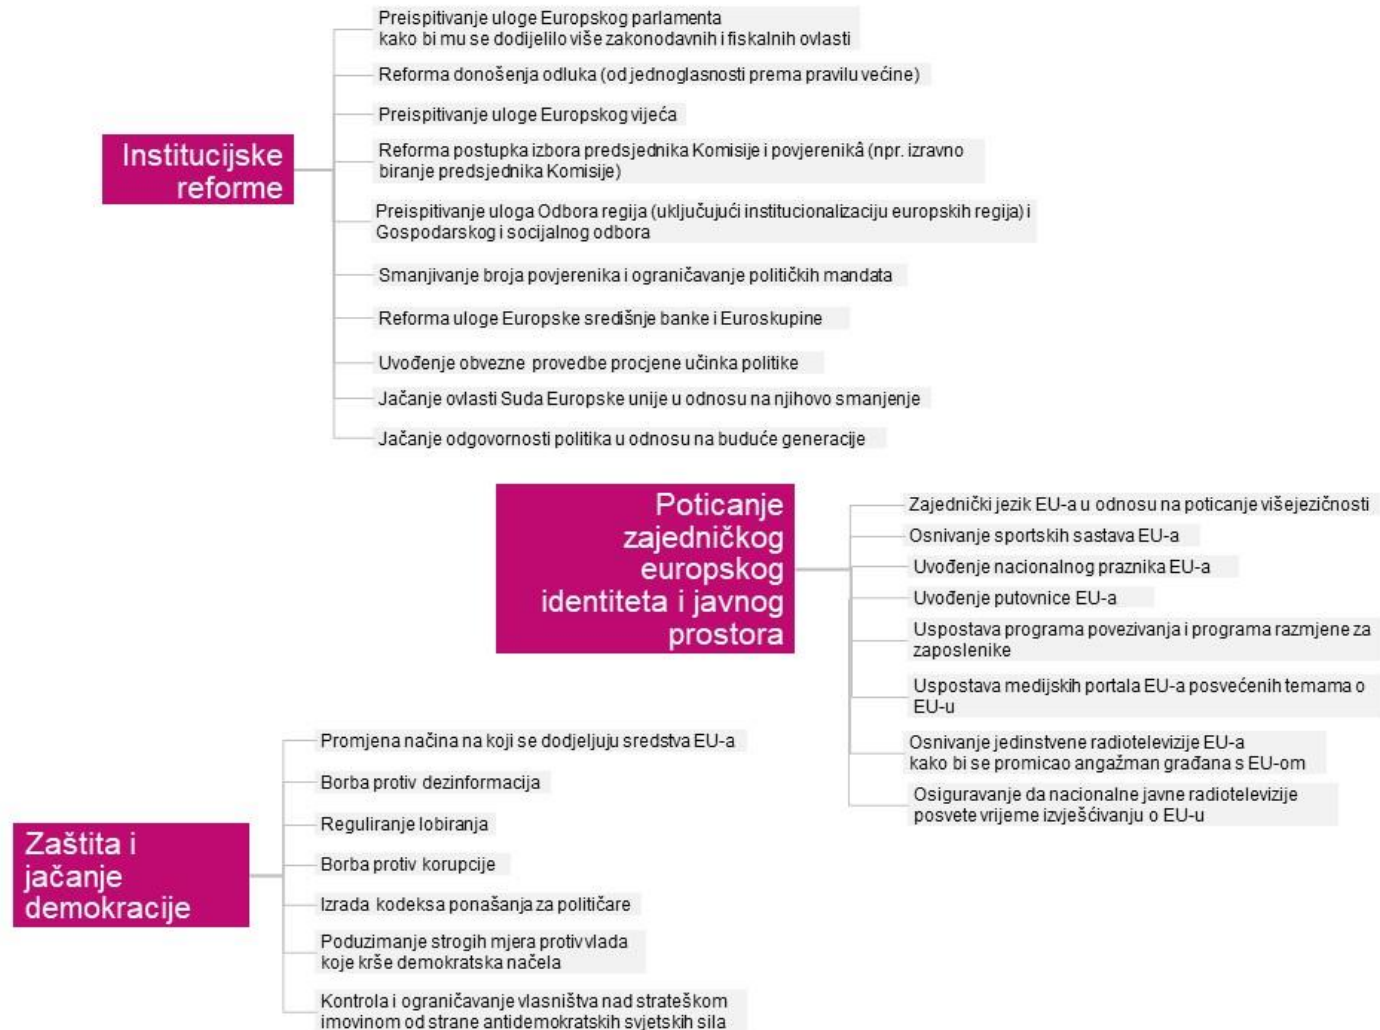 Institucijske
reforme
Preispitivanje uloge Europskog parlamenta
kako bi mu se dodijelilo više zakonodavnih i fiskalnih ovlasti
Reforma donošenja odluka (od jednoglasnosti prema pravilu većine)
Preispitivanje uloge Europskog vijeća
Reforma postupka izbora predsjednika Komisije i povjerenikâ (npr. izravno
biranje predsjednika Komisije)
Preispitivanje uloga Odbora regija (uključujući institucionalizaciju europskih regija) i
Gospodarskog i socijalnog odbora
Smanjivanje broja povjerenika i ograničavanje političkih mandata
Reforma uloge Europske središnje banke i Euroskupine
Uvođenje obvezne provedbe procjene učinka politike
Jačanje ovlasti Suda Europske unije u odnosu na njihovo smanjenje
Jačanje odgovornosti politika u odnosu na buduće generacije
Poticanje
zajedničkog
europskog
identiteta i javnog
prostora
Zajednički jezik EU-a u odnosu na poticanje višejezičnosti
Osnivanje sportskih sastava EU-a
Uvođenje nacionalnog praznika EU-a
Uvođenje putovnice EU-a
Uspostava programa povezivanja i programa razmjene za
zaposlenike
Uspostava medijskih portala EU-a posvećenih temama o
EU-u
Osnivanje jedinstvene radiotelevizije EU-a
kako bi se promicao angažman građana s EU-om
Osiguravanje da nacionalne javne radiotelevizije
posvete vrijeme izvješćivanju o EU-u
Zaštita i
jačanje
demokracije
Promjena načina na koji se dodjeljuju sredstva EU-a
Borba protiv dezinformacija
Reguliranje lobiranja
Borba protiv korupcije
Izrada kodeksa ponašanja za političare
Poduzimanje strogih mjera protiv vlada
koje krše demokratska načela
Kontrola i ograničavanje vlasništva nad strateškom
imovinom od strane antidemokratskih svjetskih sila